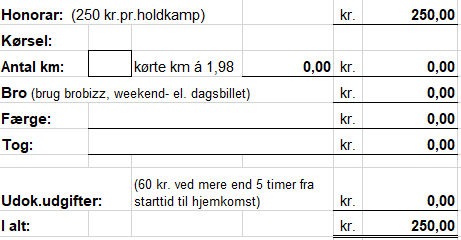 Honorar: (250 kr.pr.holdkamp) kr. 250,00
Kørsel:
Antal km: kørte km á 1,98 0,00 kr. 0,00
Bro (brug brobizz, weekend- el. dagsbillet) kr. 0,00
Færge: kr. 0,00
Tog: kr. 0,00
(60 kr. ved mere end 5 timer fra
Udok.udgifter: starttid til hjemkomst) kr. 0,00
I alt: kr. 250,00